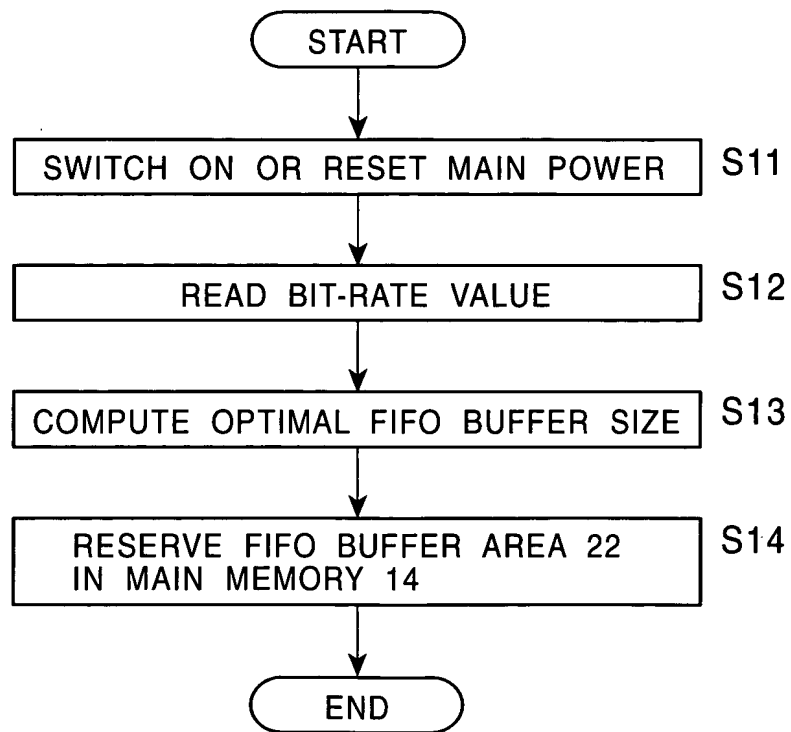 START
SWITCH ON OR RESET MAIN POWER S11
READ BIT-RATE VALUE S12
COMPUTE OPTIMAL FIFO BUFFER SIZE S13
RESERVE FIFO BUFFER AREA 22 S14
IN MAIN MEMORY 14
END